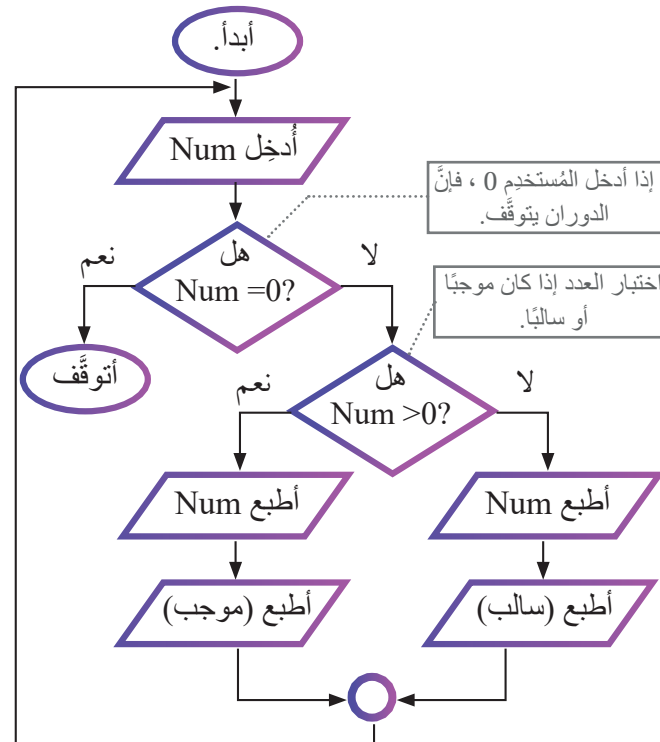 أبدأ.
أُدخِل Num
إذا أدخل المُستخدِم 0 ، فإنَّ
الدوران يتوقَّف.
هل
Num =0?
نعم
لا
اختبار العدد إذا كان موجبًا
أو سالبًا.
أتوقَّف
هل
Num >0?
نعم
لا
أطبع Num
أطبع Num
أطبع (موجب)
أطبع (سالب)